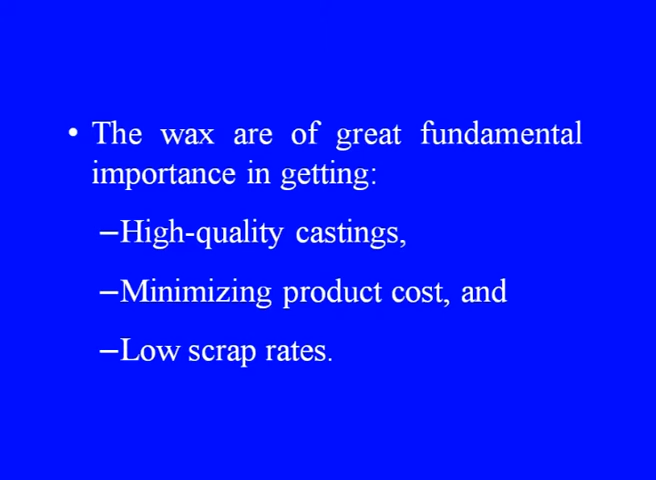 • The wax are of great fundamental
importance in getting:
–High-quality castings,
–Minimizing product cost, and
–Low scrap rates.